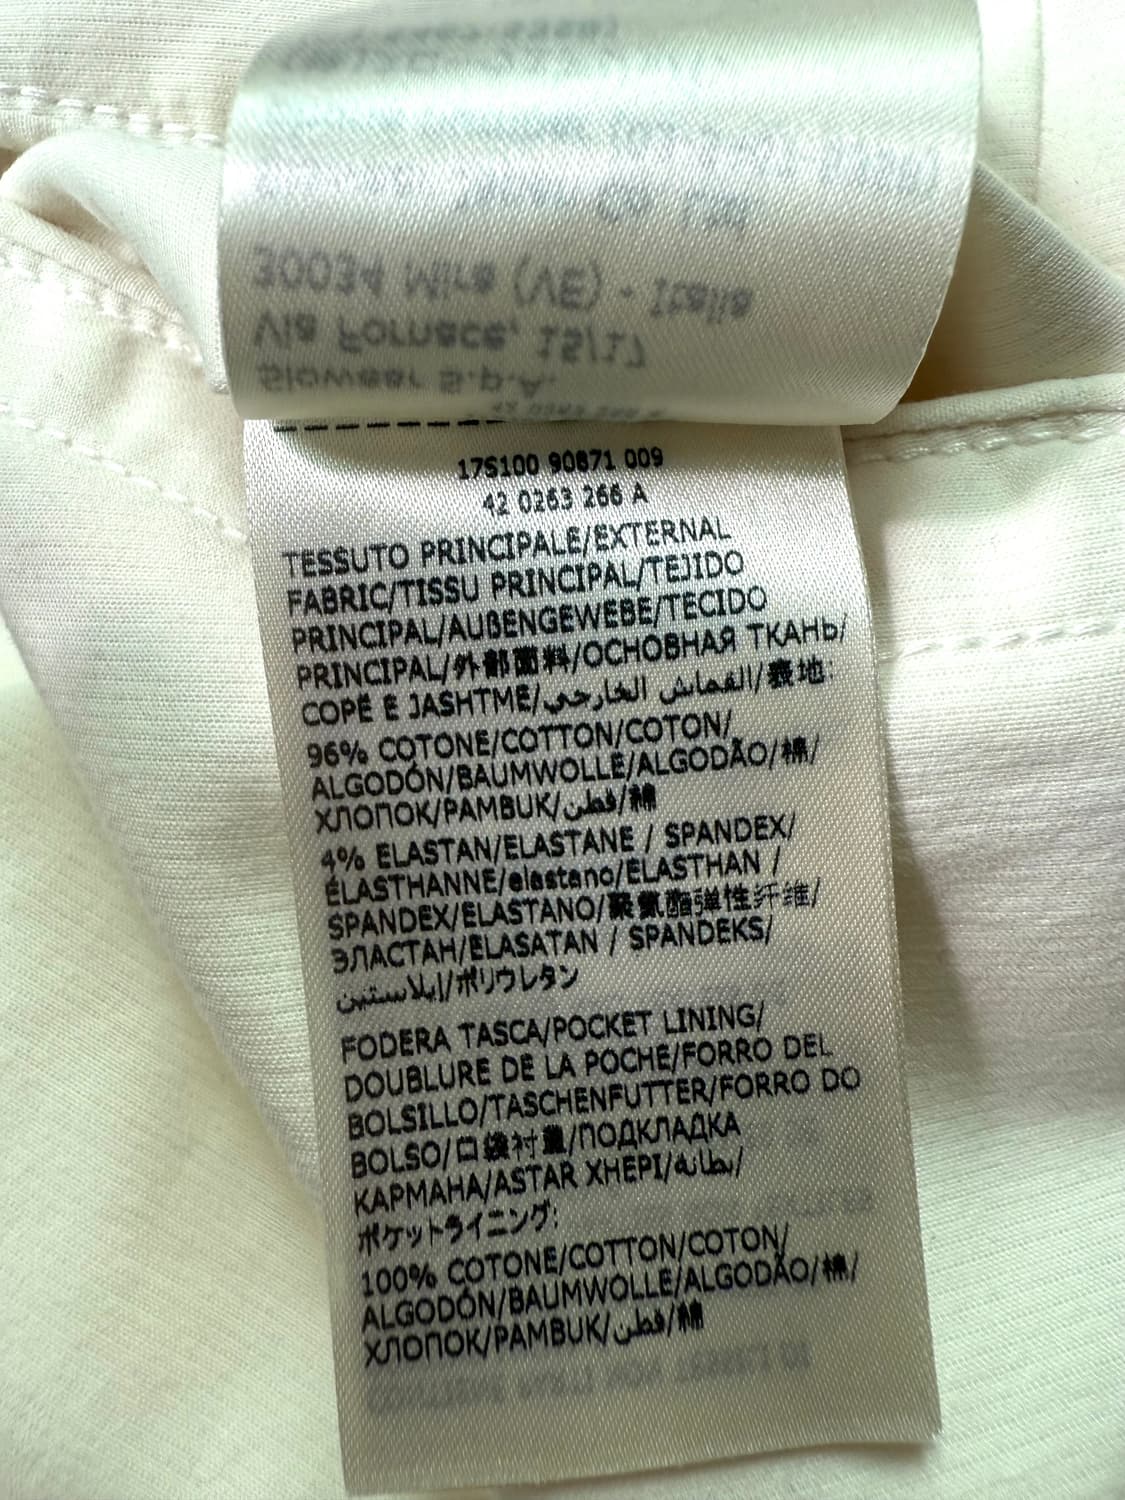 30034 Mira (VE) - Italia
Via Fornace, 15/17
Slowear S.p.A.
17S100 90871 009
42 0263 266 A
TESSUTO PRINCIPALE/EXTERNAL
FABRIC/TISSU PRINCIPAL/TEJIDO
PRINCIPAL/AUßENGEWEBE/TECIDO
PRINCIPAL/外部面料/ОСНОВНАЯ ТКАНЬ/
COPË E JASHTME/القماش الخارجي/表地:
96% COTONE/COTTON/COTON/
ALGODÓN/BAUMWOLLE/ALGODÃO/棉/
ХЛОПОК/PAMBUK/قطن/綿
4% ELASTAN/ELASTANE / SPANDEX/
ÉLASTHANNE/elastano/ELASTHAN /
SPANDEX/ELASTANO/聚氨酯弹性纤维/
ЭЛАСТАН/ELASATAN / SPANDEKS/
إيلاستين/ポリウレタン
FODERA TASCA/POCKET LINING/
DOUBLURE DE LA POCHE/FORRO DEL
BOLSILLO/TASCHENFUTTER/FORRO DO
BOLSO/口袋衬量/ПОДКЛАДКА
КАРМАНА/ASTAR XHEPI/بطانة/
ポケットライニング:
100% COTONE/COTTON/COTON/
ALGODÓN/BAUMWOLLE/ALGODÃO/棉/
ХЛОПОК/PAMBUK/قطن/綿